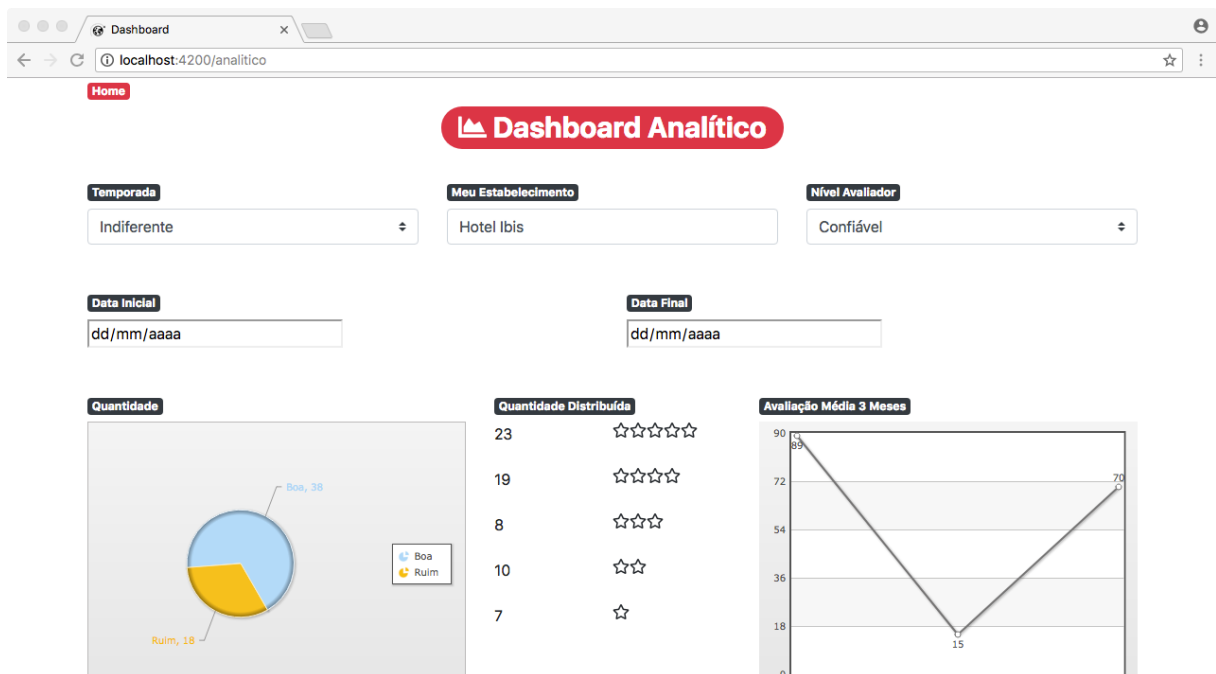 Dashboard
localhost:4200/analitico
Home
Dashboard Analítico
Temporada
Meu Estabelecimento
Nível Avaliador
Indiferente
Hotel Ibis
Confiável
Data Inicial
Data Final
dd/mm/aaaa
dd/mm/aaaa
Quantidade
Boa, 38
Boa
Ruim
Ruim, 18
Quantidade Distribuída
23
19
8
10
7
Avaliação Média 3 Meses
90
89
72
70
54
36
18
15
0